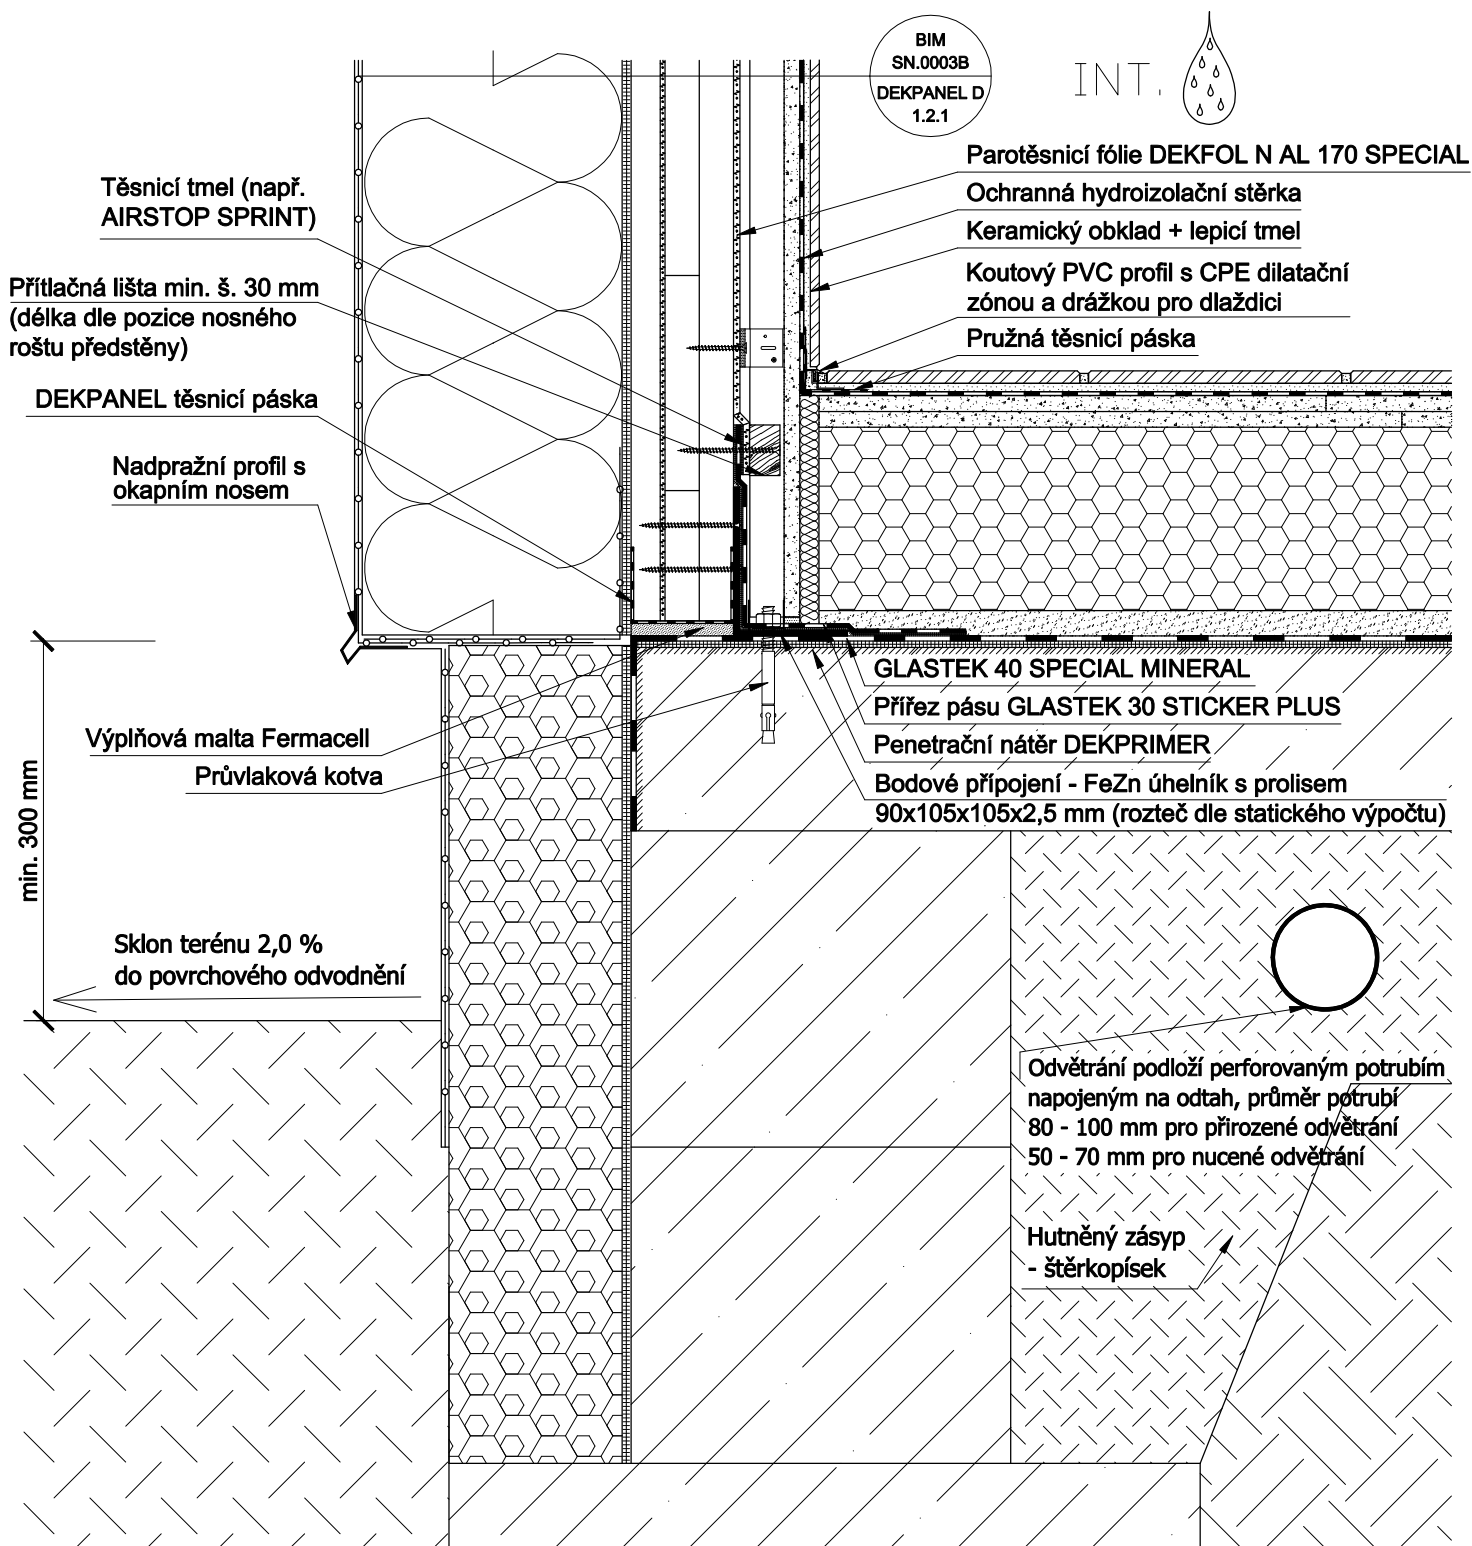 BIM
SN.0003B
DEKPANEL D
1.2.1
INT.
Parotěsnicí fólie DEKFOL N AL 170 SPECIAL
Ochranná hydroizolační stěrka
Keramický obklad + lepicí tmel
Koutový PVC profil s CPE dilatační
zónou a drážkou pro dlaždici
Pružná těsnicí páska
Těsnicí tmel (např.
AIRSTOP SPRINT)
Přítlačná lišta min. š. 30 mm
(délka dle pozice nosného
roštu předstěny)
DEKPANEL těsnicí páska
Nadpražní profil s
okapním nosem
Výplňová malta Fermacell
Průvlaková kotva
min. 300 mm
Sklon terénu 2,0 %
do povrchového odvodnění
GLASTEK 40 SPECIAL MINERAL
Přířez pásu GLASTEK 30 STICKER PLUS
Penetrační nátěr DEKPRIMER
Bodové přípojení - FeZn úhelník s prolisem
90x105x105x2,5 mm (rozteč dle statického výpočtu)
Odvětrání podloží perforovaným potrubím
napojeným na odtah, průměr potrubí
80 - 100 mm pro přirozené odvětrání
50 - 70 mm pro nucené odvětrání
Hutněný zásyp
- štěrkopísek